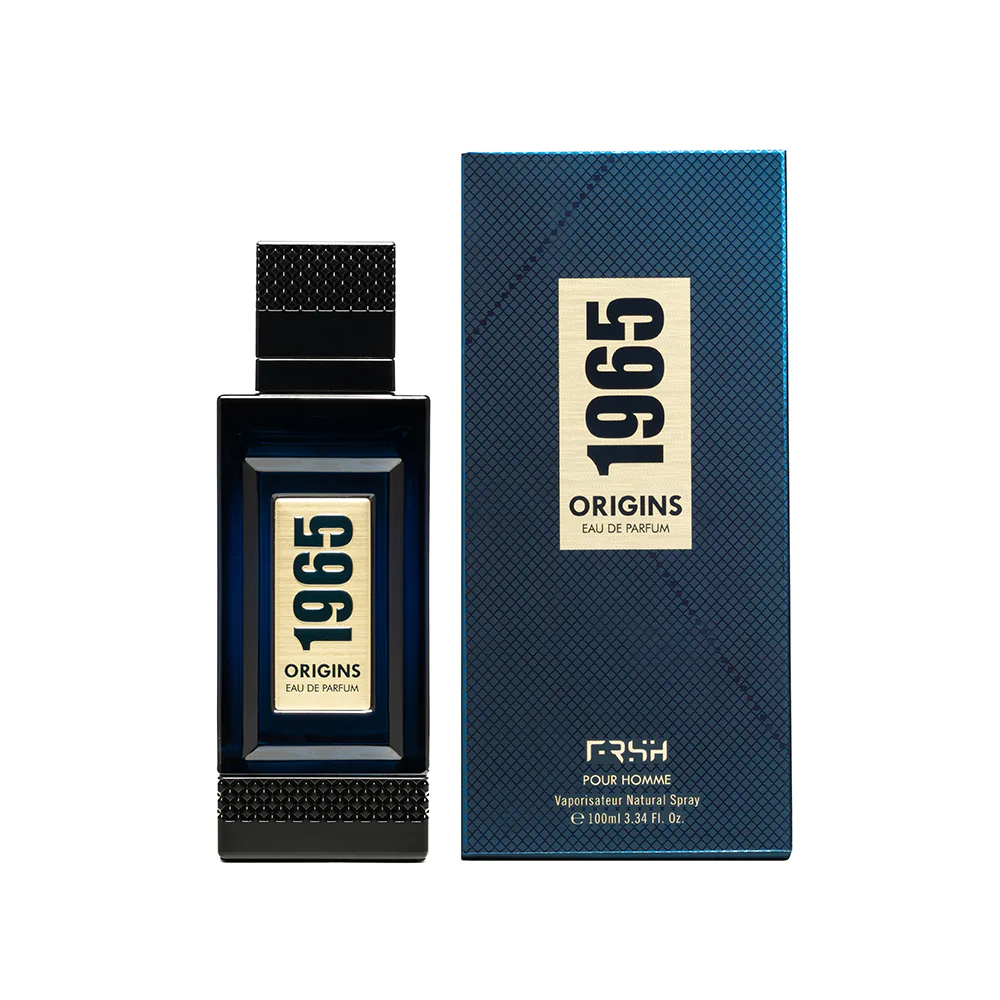 1965
ORIGINS
EAU DE PARFUM
1965
ORIGINS
EAU DE PARFUM
FRSH
POUR HOMME
Vaporisateur Natural Spray
℮ 100ml 3.34 Fl. Oz.